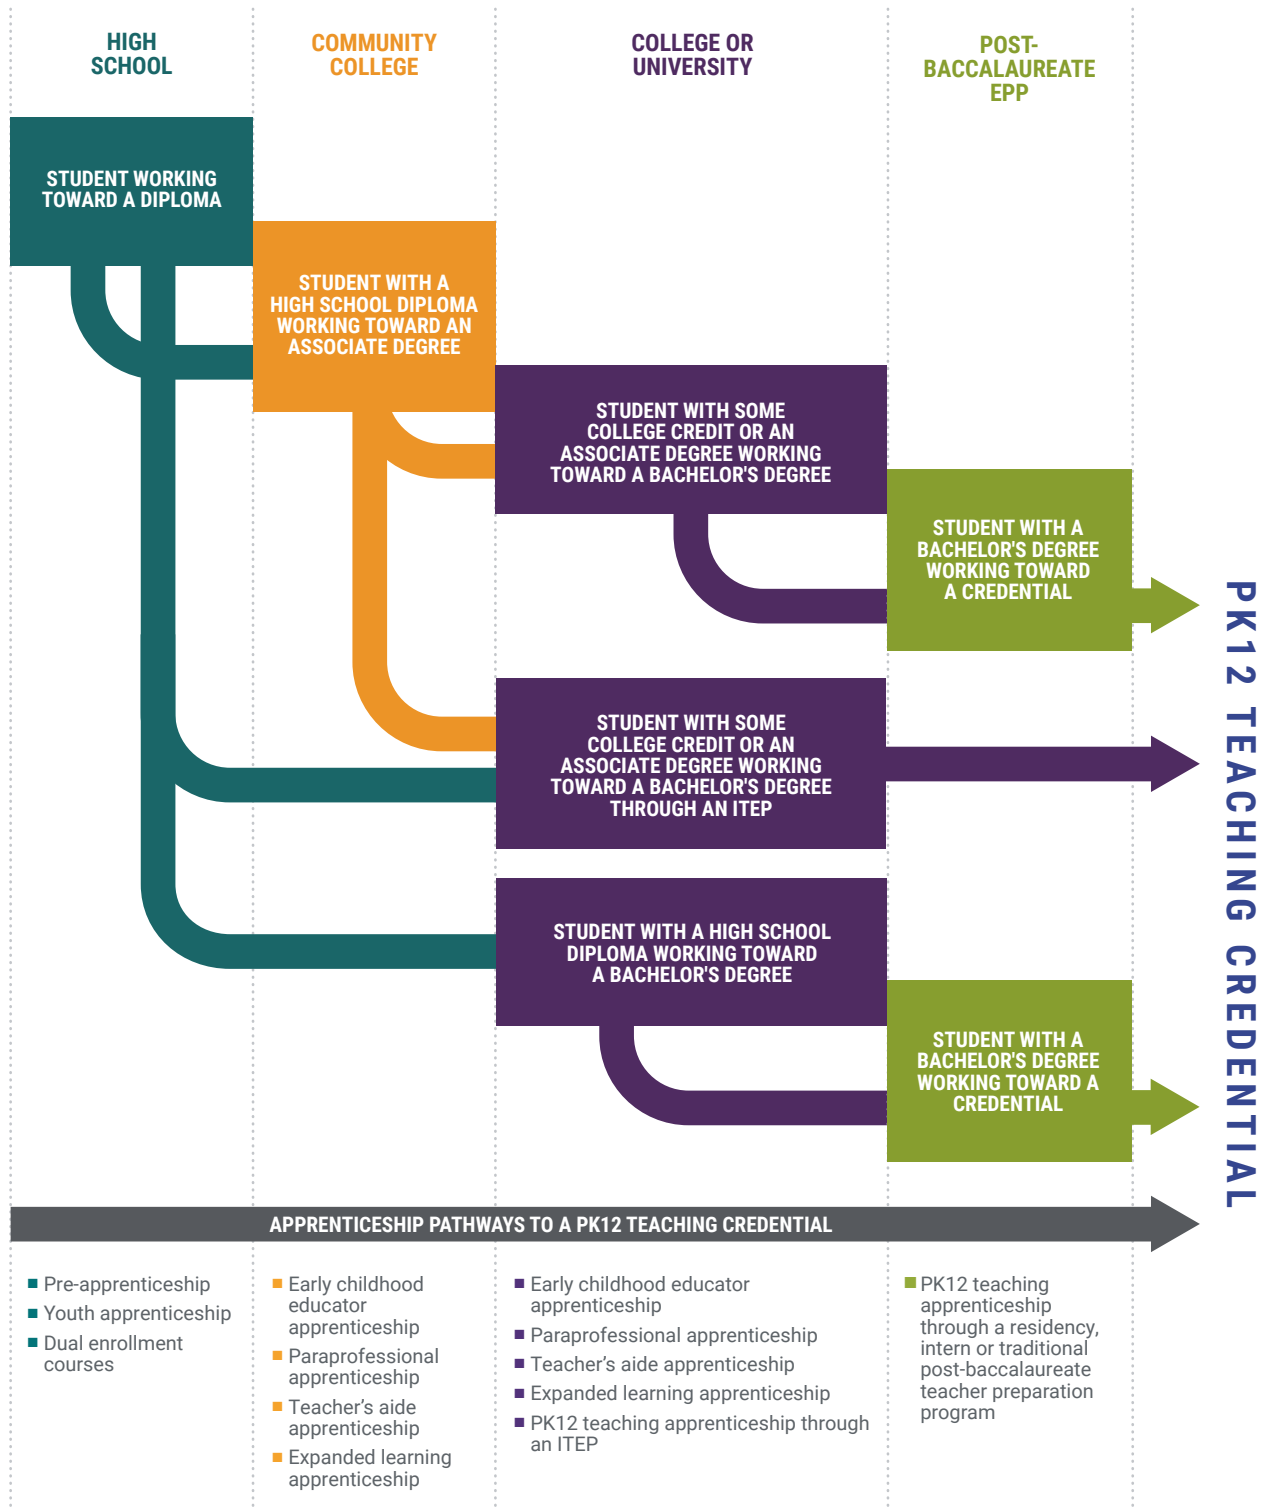 HIGH
SCHOOL
COMMUNITY
COLLEGE
COLLEGE OR
UNIVERSITY
POST-
BACCALAUREATE
EPP
STUDENT WORKING
TOWARD A DIPLOMA
STUDENT WITH A
HIGH SCHOOL DIPLOMA
WORKING TOWARD AN
ASSOCIATE DEGREE
STUDENT WITH SOME
COLLEGE CREDIT OR AN
ASSOCIATE DEGREE WORKING
TOWARD A BACHELOR'S DEGREE
STUDENT WITH A
BACHELOR'S DEGREE
WORKING TOWARD
A CREDENTIAL
STUDENT WITH SOME
COLLEGE CREDIT OR AN
ASSOCIATE DEGREE WORKING
TOWARD A BACHELOR'S DEGREE
THROUGH AN ITEP
STUDENT WITH A HIGH SCHOOL
DIPLOMA WORKING TOWARD
A BACHELOR'S DEGREE
STUDENT WITH A
BACHELOR'S DEGREE
WORKING TOWARD A
CREDENTIAL
PK12 TEACHING CREDENTIAL
APPRENTICESHIP PATHWAYS TO A PK12 TEACHING CREDENTIAL
Pre-apprenticeship
Youth apprenticeship
Dual enrollment
courses
Early childhood
educator
apprenticeship
Paraprofessional
apprenticeship
Teacher’s aide
apprenticeship
Expanded learning
apprenticeship
Early childhood educator
apprenticeship
Paraprofessional apprenticeship
Teacher’s aide apprenticeship
Expanded learning apprenticeship
PK12 teaching apprenticeship through
an ITEP
PK12 teaching
apprenticeship
through a residency,
intern or traditional
post-baccalaureate
teacher preparation
program